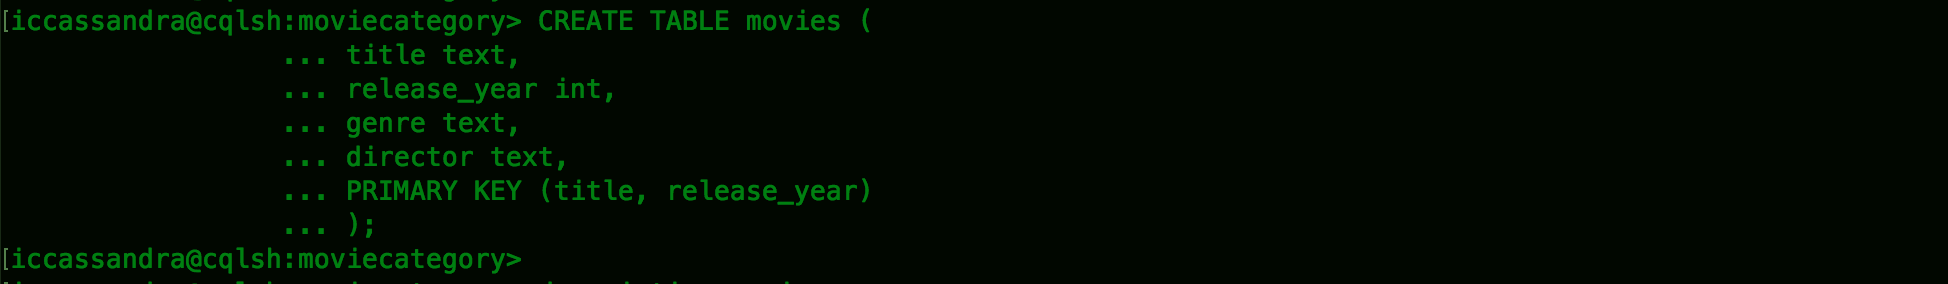 [iccassandra@cqlsh:moviecategory> CREATE TABLE movies (
... title text,
... release_year int,
... genre text,
... director text,
... PRIMARY KEY (title, release_year)
... );
[iccassandra@cqlsh:moviecategory>